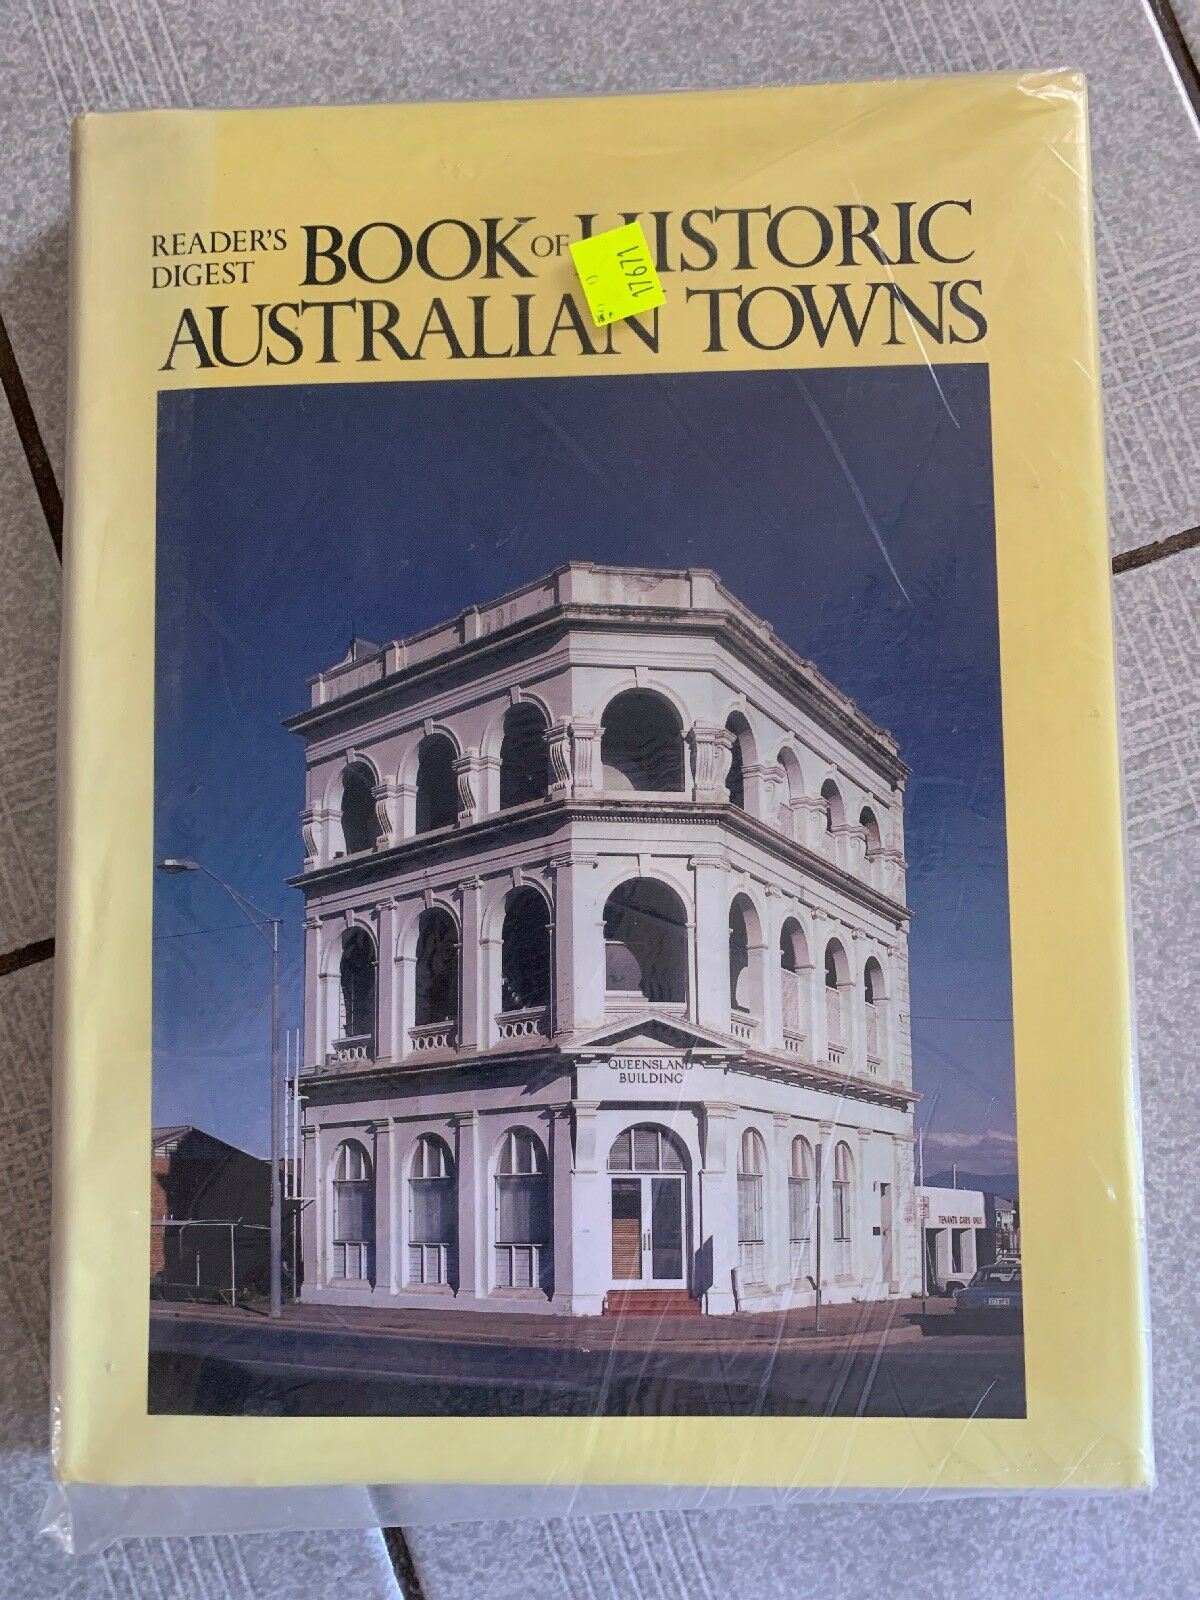 READER'S
DIGEST
BOOK OF HISTORIC
AUSTRALIAN TOWNS
17671
QUEENSLAND
BUILDING
TENANTS CARS ONLY